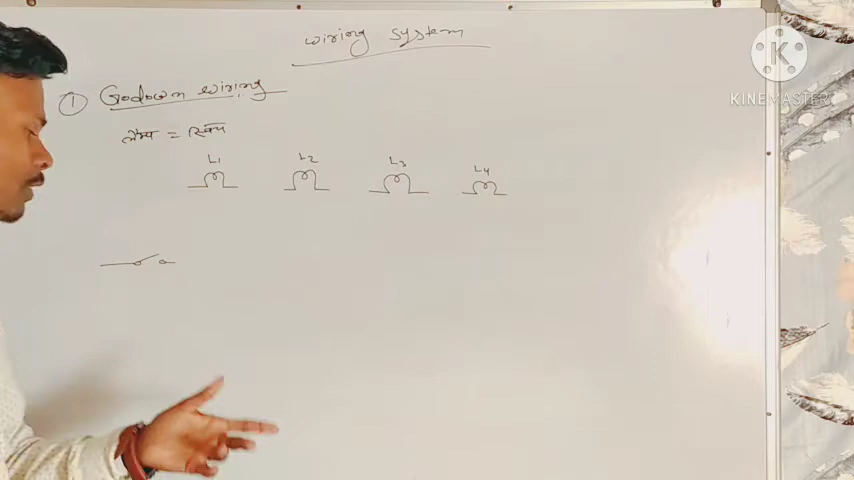 wiring system
① Godown wiring
लैम्प = स्विच
L1 L2 L3 L4
K
KINEMASTER